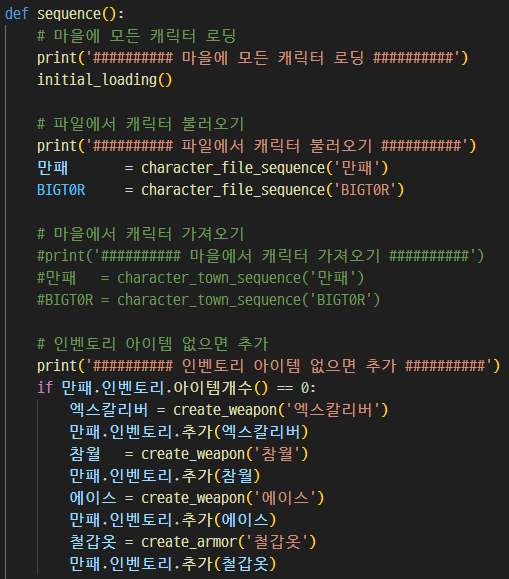 def sequence():
# 마을에 모든 캐릭터 로딩
print('########## 마을에 모든 캐릭터 로딩 ##########')
initial_loading()
# 파일에서 캐릭터 불러오기
print('########## 파일에서 캐릭터 불러오기 ##########')
만패 = character_file_sequence('만패')
BIGT0R = character_file_sequence('BIGT0R')
# 마을에서 캐릭터 가져오기
#print('########## 마을에서 캐릭터 가져오기 ##########')
#만패 = character_town_sequence('만패')
#BIGT0R = character_town_sequence('BIGT0R')
# 인벤토리 아이템 없으면 추가
print('########## 인벤토리 아이템 없으면 추가 ##########')
if 만패.인벤토리.아이템개수() == 0:
엑스칼리버 = create_weapon('엑스칼리버')
만패.인벤토리.추가(엑스칼리버)
참월 = create_weapon('참월')
만패.인벤토리.추가(참월)
에이스 = create_weapon('에이스')
만패.인벤토리.추가(에이스)
철갑옷 = create_armor('철갑옷')
만패.인벤토리.추가(철갑옷)